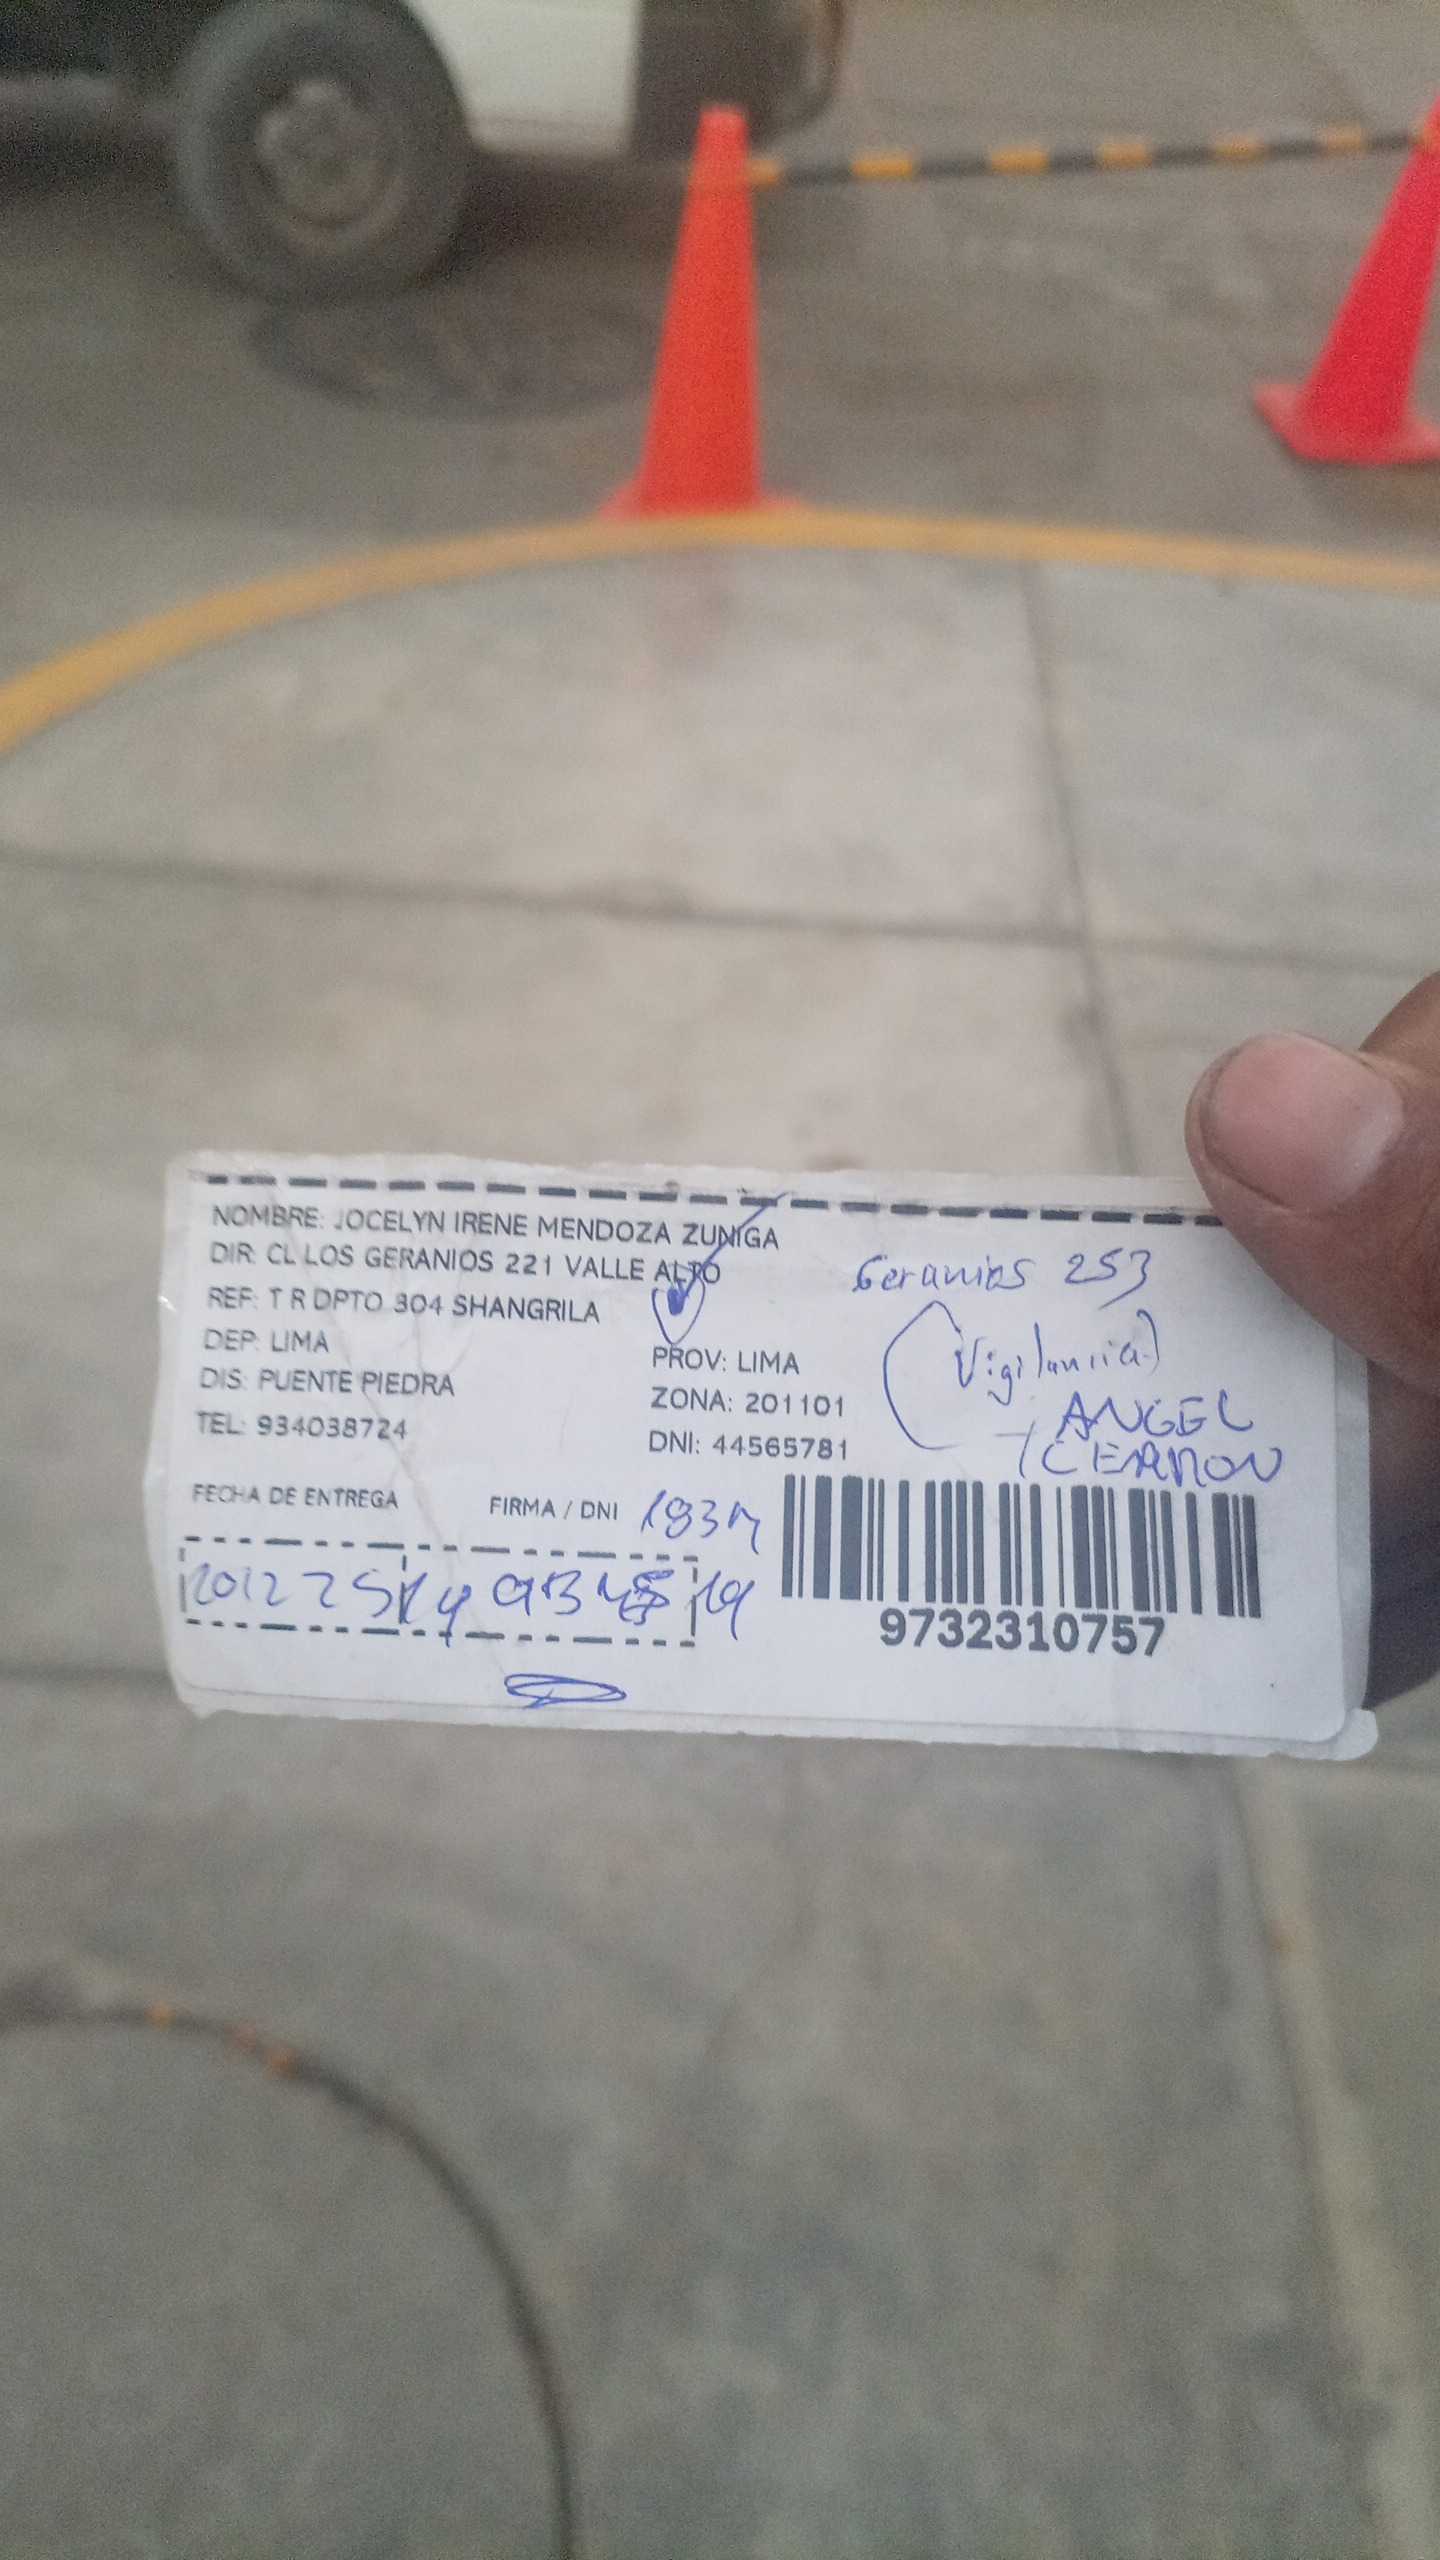 NOMBRE: JOCELYN IRENE MENDOZA ZUNIGA
DIR: CL LOS GERANIOS 221 VALLE ALTO
Geranios 253
REF: T R DPTO 304 SHANGRILA
(Vigilancia)
DEP: LIMA
PROV: LIMA
DIS: PUENTE PIEDRA
ZONA: 201101
ANGEL
TEL: 934038724
DNI: 44565781
CERRON
FECHA DE ENTREGA
FIRMA / DNI
9732310757